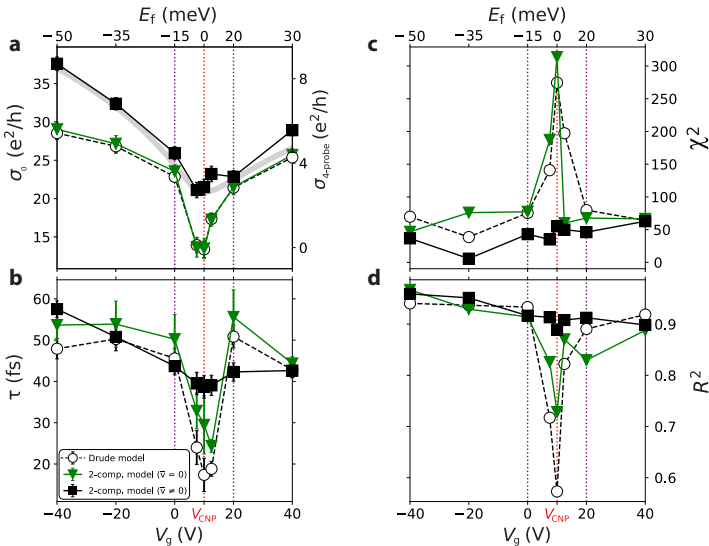 E_f (meV)
−50 −35 −15 0 20 30
a
σ_0 (e²/h)
35
30
25
20
15
8
4
0
σ_4-probe (e²/h)
b
τ (fs)
60
50
40
30
20
Drude model
2-comp. model (v̅ = 0)
2-comp. model (v̅ ≠ 0)
−40 −20 0 V_CNP 20 40
V_g (V)
E_f (meV)
−50 −35 −15 0 20 30
c
300
250
200
150
100
50
0
χ²
d
0.9
0.8
0.7
0.6
R²
−40 −20 0 V_CNP 20 40
V_g (V)